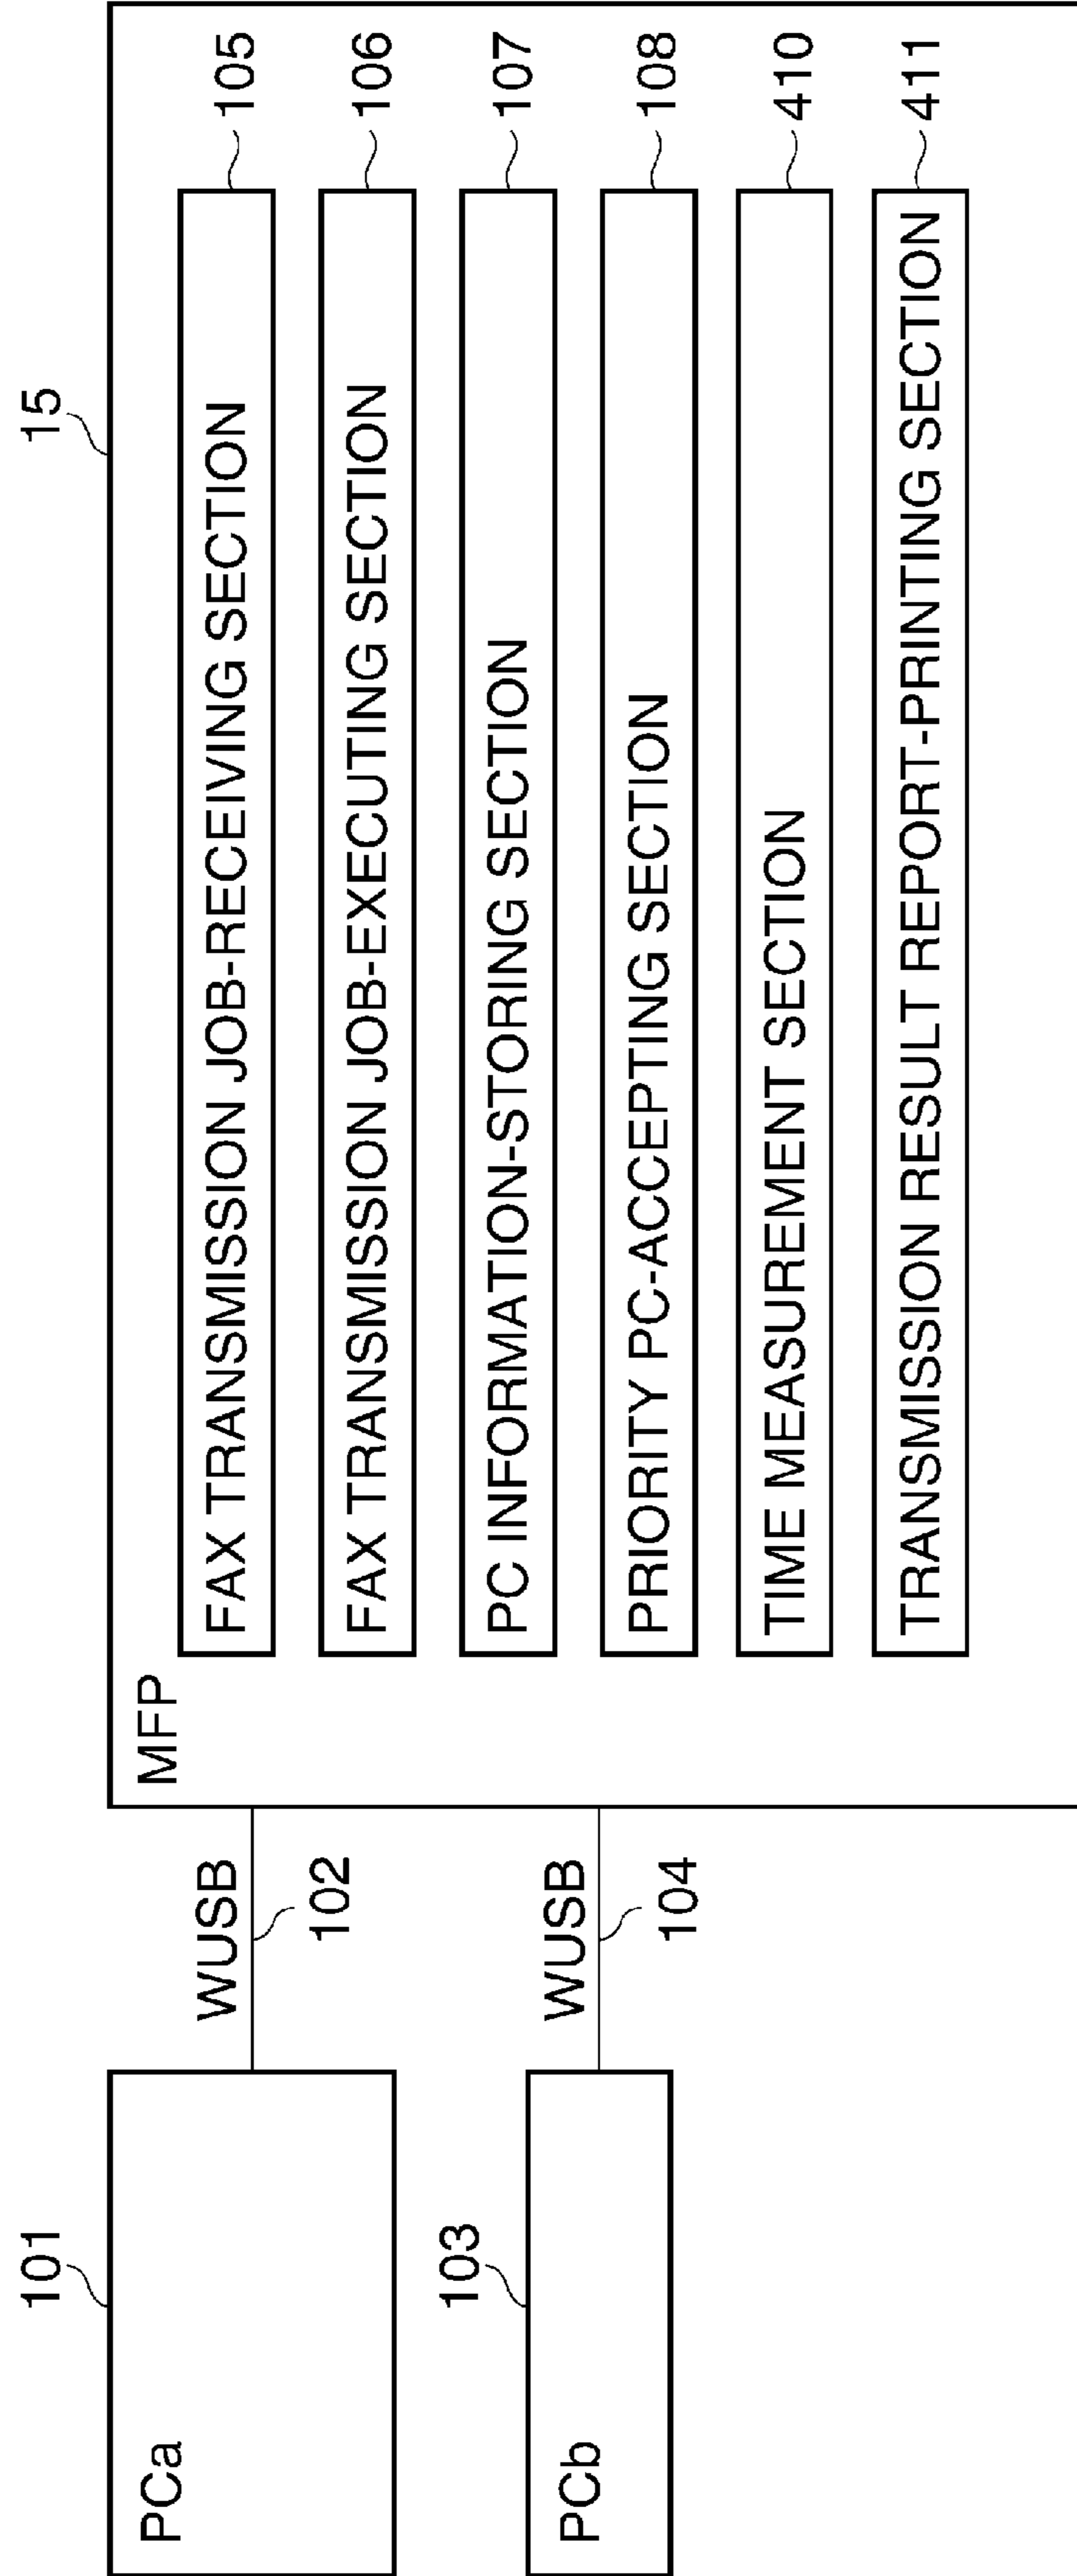 101
PCa
WUSB
102
103
PCb
WUSB
104
15
MFP
FAX TRANSMISSION JOB-RECEIVING SECTION
105
FAX TRANSMISSION JOB-EXECUTING SECTION
106
PC INFORMATION-STORING SECTION
107
PRIORITY PC-ACCEPTING SECTION
108
TIME MEASUREMENT SECTION
410
TRANSMISSION RESULT REPORT-PRINTING SECTION
411